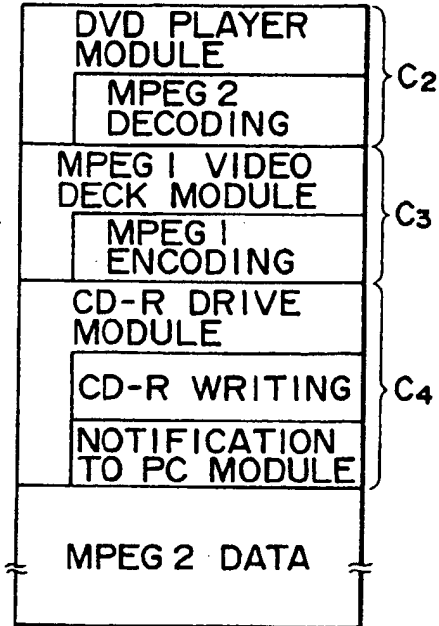 DVD PLAYER
MODULE
MPEG 2
DECODING
C2
MPEG 1 VIDEO
DECK MODULE
MPEG 1
ENCODING
C3
CD-R DRIVE
MODULE
CD-R WRITING
NOTIFICATION
TO PC MODULE
C4
MPEG 2 DATA